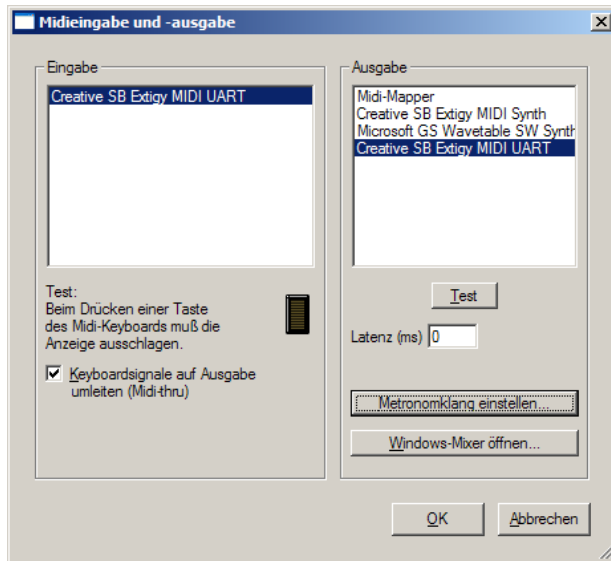 Midieingabe und -ausgabe
Eingabe
Creative SB Extigy MIDI UART
Test:
Beim Drücken einer Taste
des Midi-Keyboards muß die
Anzeige ausschlagen.
Keyboardsignale auf Ausgabe
umleiten (Midi-thru)
Ausgabe
Midi-Mapper
Creative SB Extigy MIDI Synth
Microsoft GS Wavetable SW Synth
Creative SB Extigy MIDI UART
Test
Latenz (ms) 0
Metronomklang einstellen...
Windows-Mixer öffnen...
OK
Abbrechen